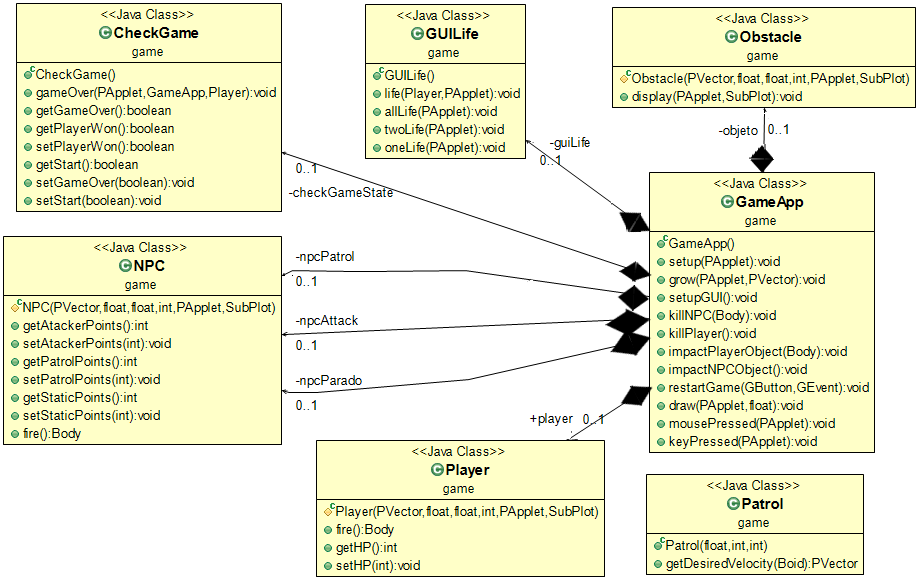 <<Java Class>>
CheckGame
game
CheckGame()
gameOver(PApplet,GameApp,Player):void
getGameOver():boolean
getPlayerWon():boolean
setPlayerWon():boolean
getStart():boolean
setGameOver(boolean):void
setStart(boolean):void
<<Java Class>>
GUILife
game
GUILife()
life(Player,PApplet):void
allLife(PApplet):void
twoLife(PApplet):void
oneLife(PApplet):void
<<Java Class>>
Obstacle
game
Obstacle(PVector,float,float,int,PApplet,SubPlot)
display(PApplet,SubPlot):void
-objeto 0..1
-guiLife
0..1
0..1
-checkGameState
<<Java Class>>
GameApp
game
GameApp()
setup(PApplet):void
grow(PApplet,PVector):void
setupGUI():void
killNPC(Body):void
killPlayer():void
impactPlayerObject(Body):void
impactNPCObject():void
restartGame(GButton,GEvent):void
draw(PApplet,float):void
mousePressed(PApplet):void
keyPressed(PApplet):void
<<Java Class>>
NPC
game
NPC(PVector,float,float,int,PApplet,SubPlot)
getAtackerPoints():int
setAtackerPoints(int):void
getPatrolPoints():int
setPatrolPoints(int):void
getStaticPoints():int
setStaticPoints(int):void
fire():Body
-npcPatrol
0..1
-npcAttack
0..1
-npcParado
0..1
+player 0..1
<<Java Class>>
Player
game
Player(PVector,float,float,int,PApplet,SubPlot)
fire():Body
getHP():int
setHP(int):void
<<Java Class>>
Patrol
game
Patrol(float,int,int)
getDesiredVelocity(Boid):PVector